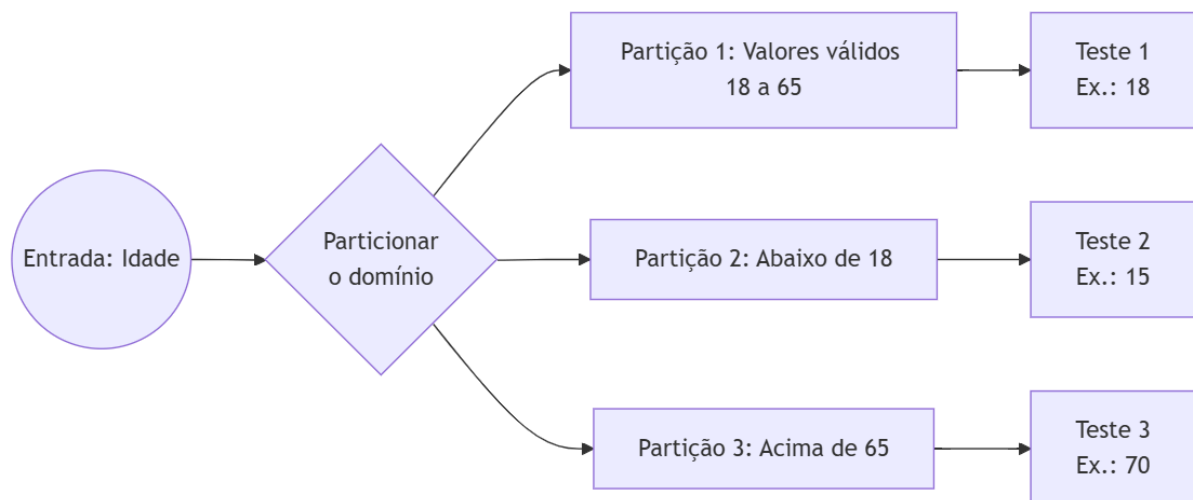 Entrada: Idade
Particionar
o domínio
Partição 1: Valores válidos
18 a 65
Teste 1
Ex.: 18
Partição 2: Abaixo de 18
Teste 2
Ex.: 15
Partição 3: Acima de 65
Teste 3
Ex.: 70